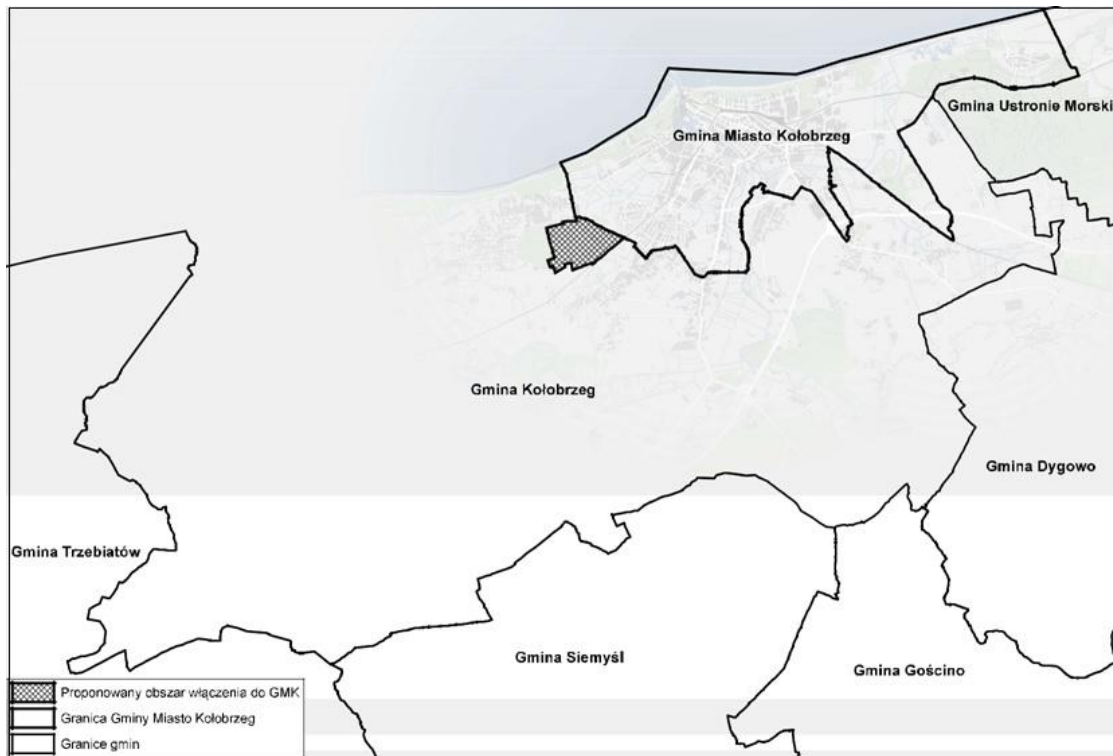 Gmina Ustronie Morski
Gmina Miasto Kołobrzeg
Gmina Kołobrzeg
Gmina Dygowo
Gmina Trzebiatów
Gmina Siemyśl
Gmina Gościno
Proponowany obszar włączenia do GMK
Granica Gminy Miasto Kołobrzeg
Granice gmin